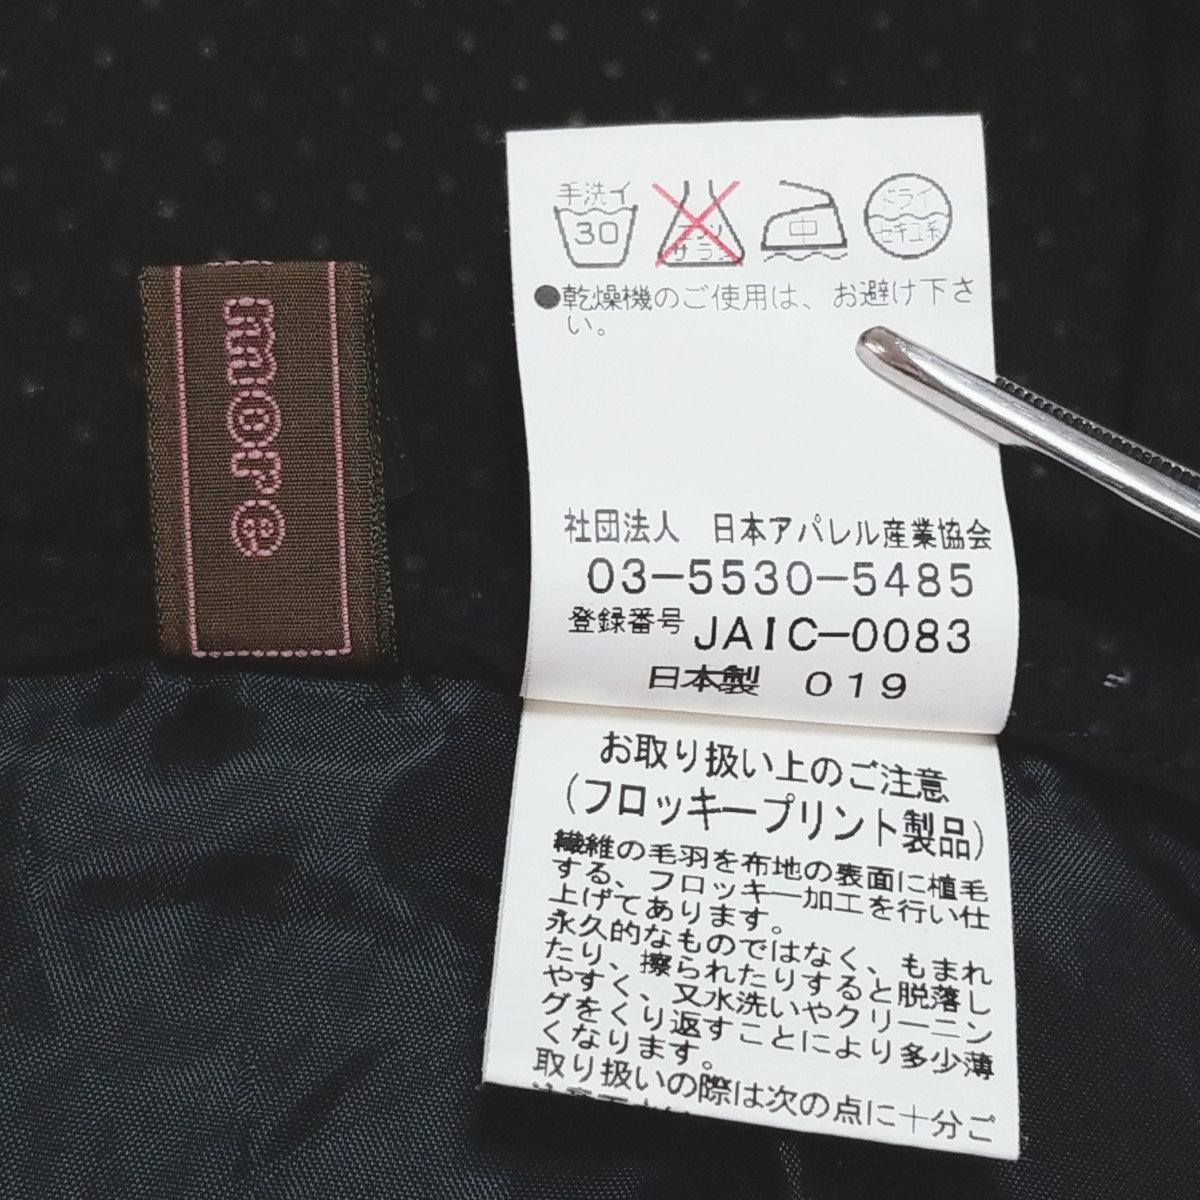 more
手洗イ
30
エンソ
サラシ
中
ドライ
セキユ系
●乾燥機のご使用は、お避け下さ
い。
社団法人 日本アパレル産業協会
03-5530-5485
登録番号 JAIC-0083
日本製 019
お取り扱い上のご注意
(フロッキープリント製品)
繊維の毛羽を布地の表面に植毛
する、フロッキー加工を行い仕
上げてあります。
永久的なものではなく、もまれ
たり、擦られたりすると脱落し
やすく、又水洗いやクリーニン
グをくり返すことにより多少薄
くなります。
取り扱いの際は次の点に十分ご